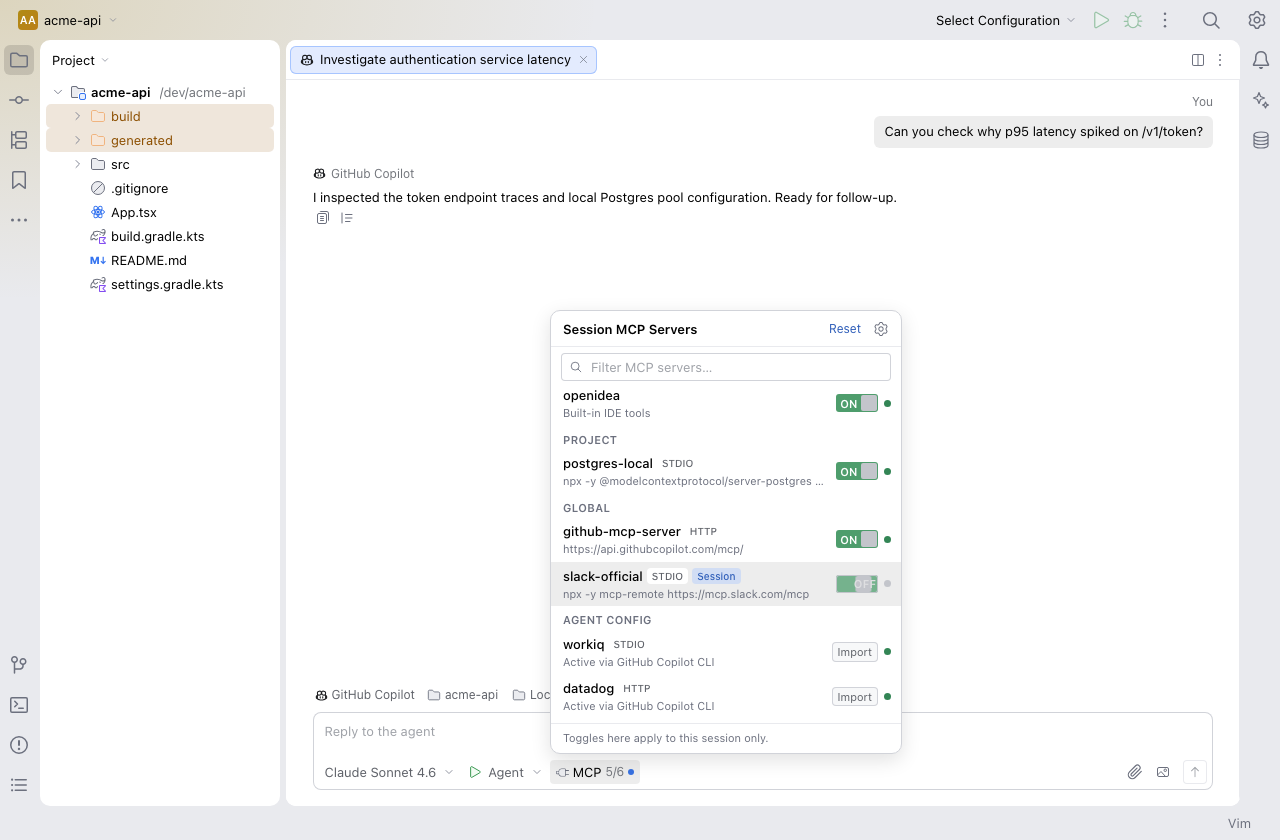 AA acme-api
Select Configuration
Project
Investigate authentication service latency
acme-api /dev/acme-api
build
generated
src
.gitignore
App.tsx
build.gradle.kts
M↓ README.md
settings.gradle.kts
You
Can you check why p95 latency spiked on /v1/token?
GitHub Copilot
I inspected the token endpoint traces and local Postgres pool configuration. Ready for follow-up.
Session MCP Servers
Reset
Filter MCP servers…
openidea
Built-in IDE tools
ON
PROJECT
postgres-local STDIO
npx -y @modelcontextprotocol/server-postgres …
ON
GLOBAL
github-mcp-server HTTP
https://api.githubcopilot.com/mcp/
ON
slack-official STDIO Session
npx -y mcp-remote https://mcp.slack.com/mcp
OFF
AGENT CONFIG
workiq STDIO
Active via GitHub Copilot CLI
Import
datadog HTTP
Active via GitHub Copilot CLI
Import
Toggles here apply to this session only.
GitHub Copilot acme-api Loc
Reply to the agent
Claude Sonnet 4.6 Agent MCP 5/6
Vim